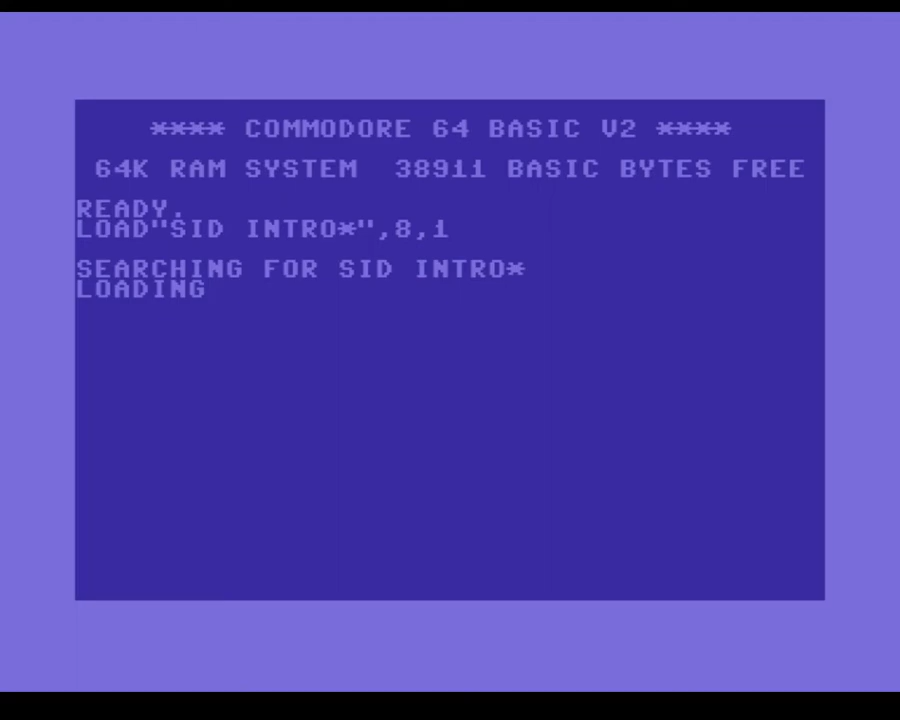 **** COMMODORE 64 BASIC V2 ****
64K RAM SYSTEM  38911 BASIC BYTES FREE
READY.
LOAD"SID INTRO*",8,1
SEARCHING FOR SID INTRO*
LOADING